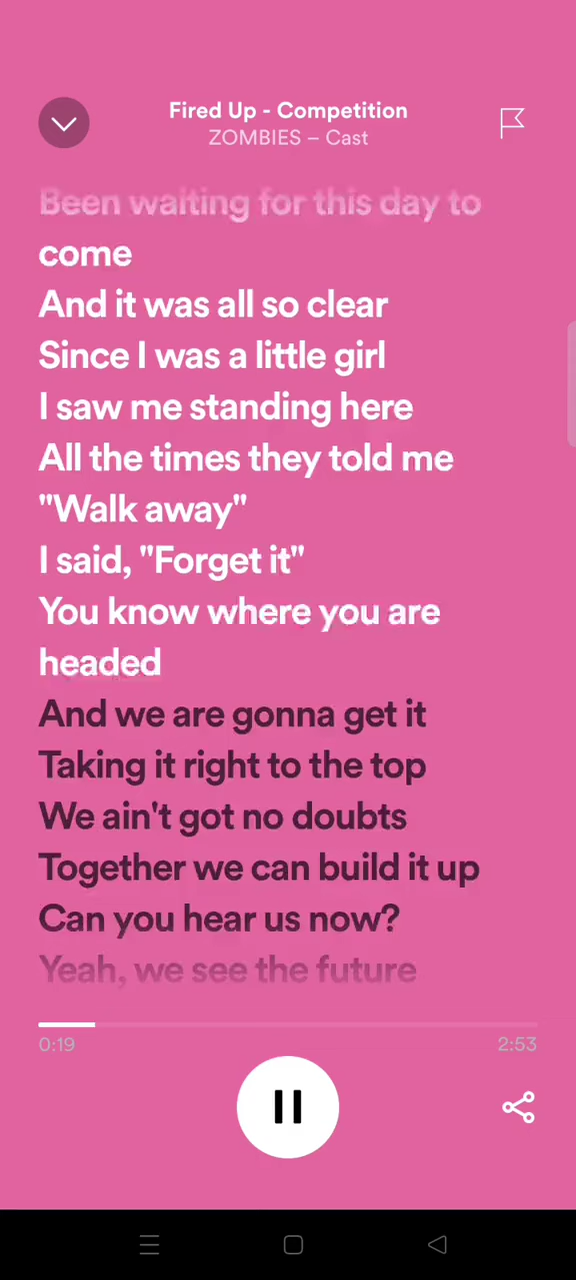 Fired Up - Competition
ZOMBIES – Cast
Been waiting for this day to
come
And it was all so clear
Since I was a little girl
I saw me standing here
All the times they told me
"Walk away"
I said, "Forget it"
You know where you are
headed
And we are gonna get it
Taking it right to the top
We ain't got no doubts
Together we can build it up
Can you hear us now?
Yeah, we see the future
0:19
2:53